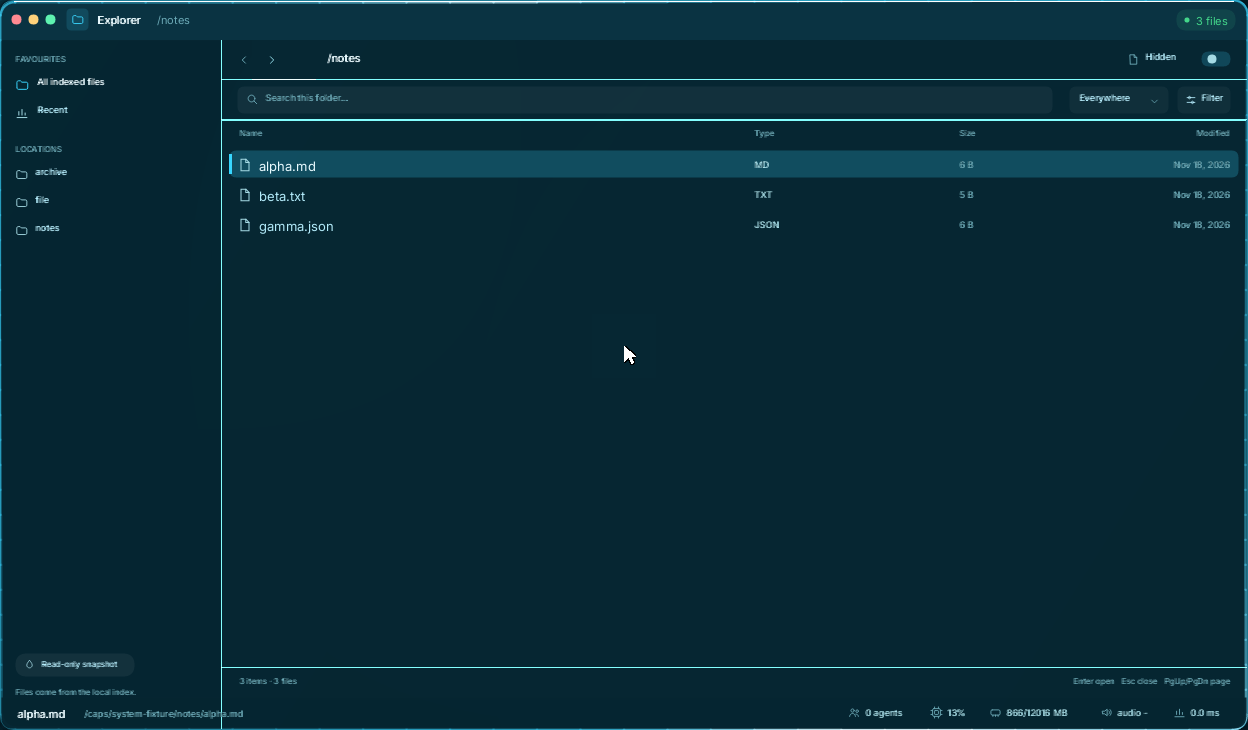 Explorer /notes 3 files
FAVOURITES
All indexed files
Recent
LOCATIONS
archive
file
notes
Read-only snapshot
Files come from the local index.
/notes Hidden
Search this folder... Everywhere Filter
Name Type Size Modified
alpha.md MD 6 B Nov 18, 2026
beta.txt TXT 5 B Nov 18, 2026
gamma.json JSON 6 B Nov 18, 2026
3 items · 3 files Enter open Esc close PgUp/PgDn page
alpha.md /caps/system-fixture/notes/alpha.md 0 agents 13% 866/12016 MB audio - 0.0 ms